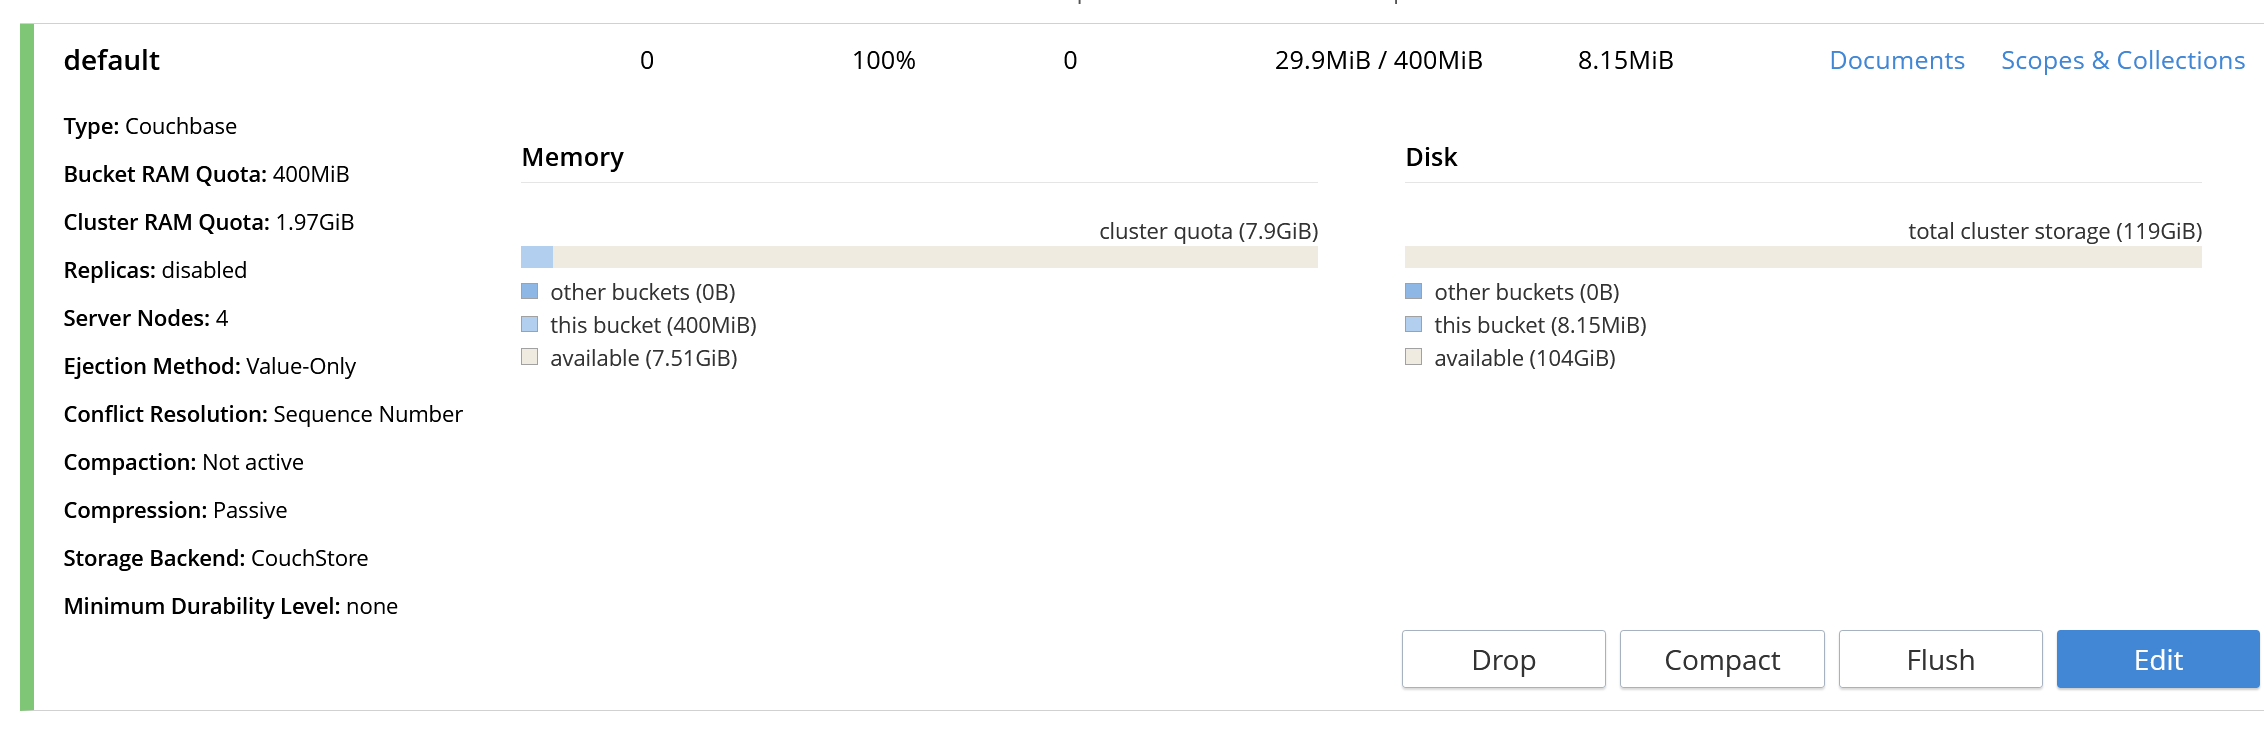 default 0 100% 0 29.9MiB / 400MiB 8.15MiB Documents Scopes & Collections
Type: Couchbase
Bucket RAM Quota: 400MiB
Cluster RAM Quota: 1.97GiB
Replicas: disabled
Server Nodes: 4
Ejection Method: Value-Only
Conflict Resolution: Sequence Number
Compaction: Not active
Compression: Passive
Storage Backend: CouchStore
Minimum Durability Level: none
Memory
cluster quota (7.9GiB)
other buckets (0B)
this bucket (400MiB)
available (7.51GiB)
Disk
total cluster storage (119GiB)
other buckets (0B)
this bucket (8.15MiB)
available (104GiB)
Drop Compact Flush Edit